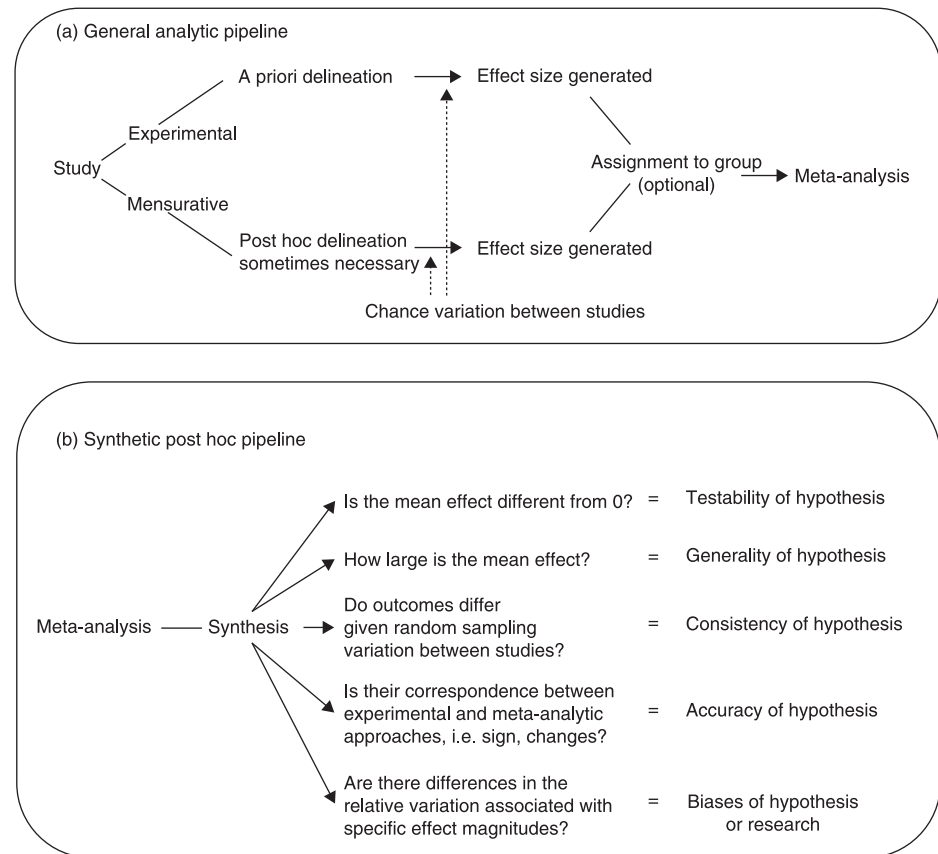 (a) General analytic pipeline
A priori delineation
Effect size generated
Experimental
Study
Assignment to group
(optional)
Meta-analysis
Mensurative
Post hoc delineation
sometimes necessary
Effect size generated
Chance variation between studies
(b) Synthetic post hoc pipeline
Is the mean effect different from 0? = Testability of hypothesis
How large is the mean effect? = Generality of hypothesis
Meta-analysis
Synthesis
Do outcomes differ
given random sampling = Consistency of hypothesis
variation between studies?
Is their correspondence between
experimental and meta-analytic = Accuracy of hypothesis
approaches, i.e. sign, changes?
Are there differences in the
relative variation associated with = Biases of hypothesis
specific effect magnitudes? or research